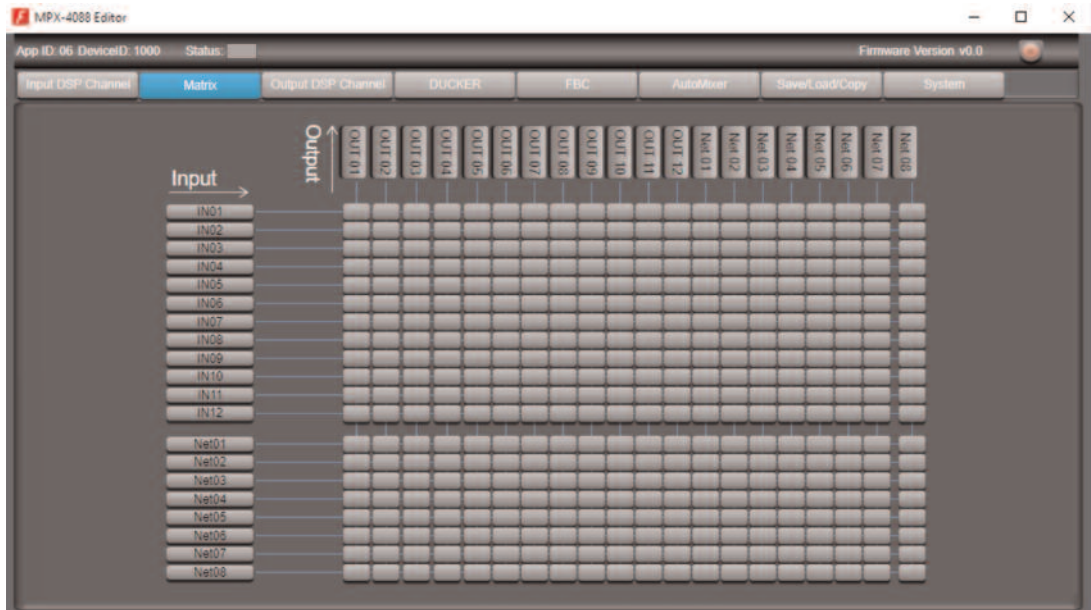 MPX-4088 Editor
App ID: 06 DeviceID: 1000 Status: Firmware Version v0.0
Input DSP Channel Matrix Output DSP Channel DUCKER FBC AutoMixer Save/Load/Copy System
Output OUT 01 OUT 02 OUT 03 OUT 04 OUT 05 OUT 06 OUT 07 OUT 08 OUT 09 OUT 10 OUT 11 OUT 12 Net 01 Net 02 Net 03 Net 04 Net 05 Net 06 Net 07 Net 08
Input
IN01
IN02
IN03
IN04
IN05
IN06
IN07
IN08
IN09
IN10
IN11
IN12
Net01
Net02
Net03
Net04
Net05
Net06
Net07
Net08